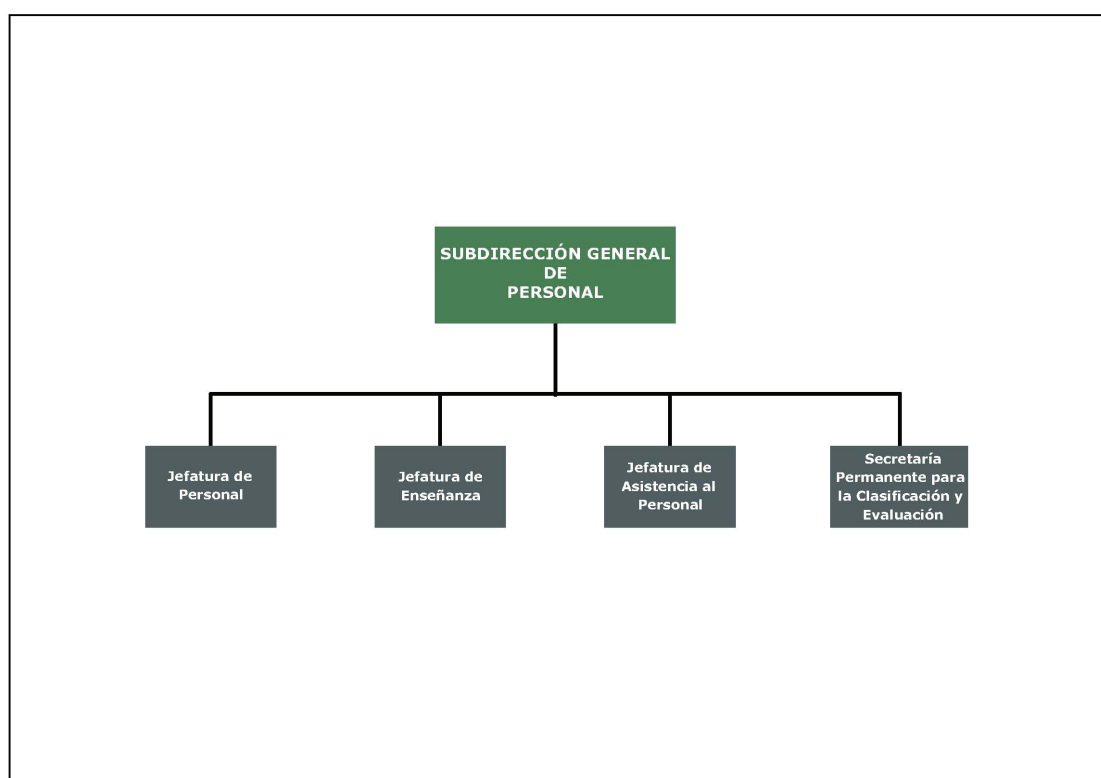 SUBDIRECCIÓN GENERAL
DE
PERSONAL
Jefatura de
Personal
Jefatura de
Enseñanza
Jefatura de
Asistencia al
Personal
Secretaría
Permanente para
la Clasificación y
Evaluación